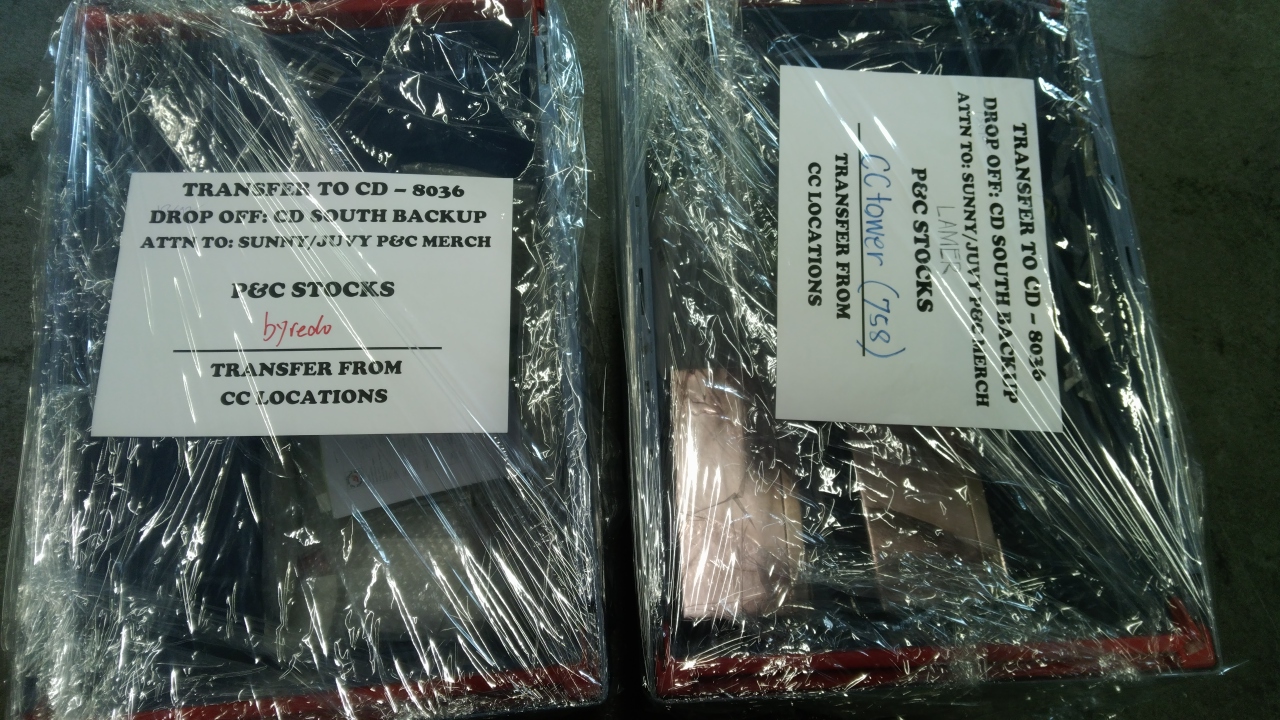 TRANSFER TO CD – 8036
DROP OFF: CD SOUTH BACKUP
ATTN TO: SUNNY/JUVY P&C MERCH
P&C STOCKS
byredo
TRANSFER FROM
CC LOCATIONS
TRANSFER TO CD – 8036
DROP OFF: CD SOUTH BACKUP
ATTN TO: SUNNY/JUVY P&C MERCH
LAMER
P&C STOCKS
CC tower (758)
TRANSFER FROM
CC LOCATIONS